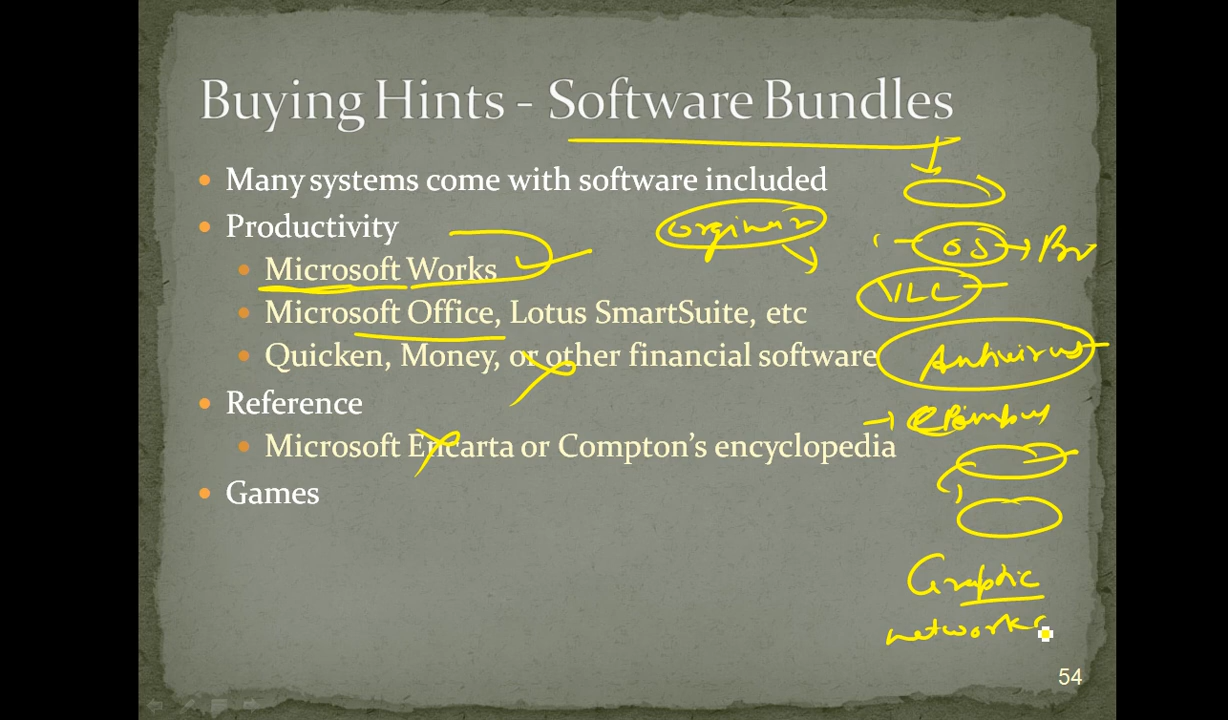 Buying Hints - Software Bundles
• Many systems come with software included
• Productivity
• Microsoft Works
• Microsoft Office, Lotus SmartSuite, etc
• Quicken, Money, or other financial software
• Reference
• Microsoft Encarta or Compton's encyclopedia
• Games
OS
VLC
Antivirus
Graphic
networker
54